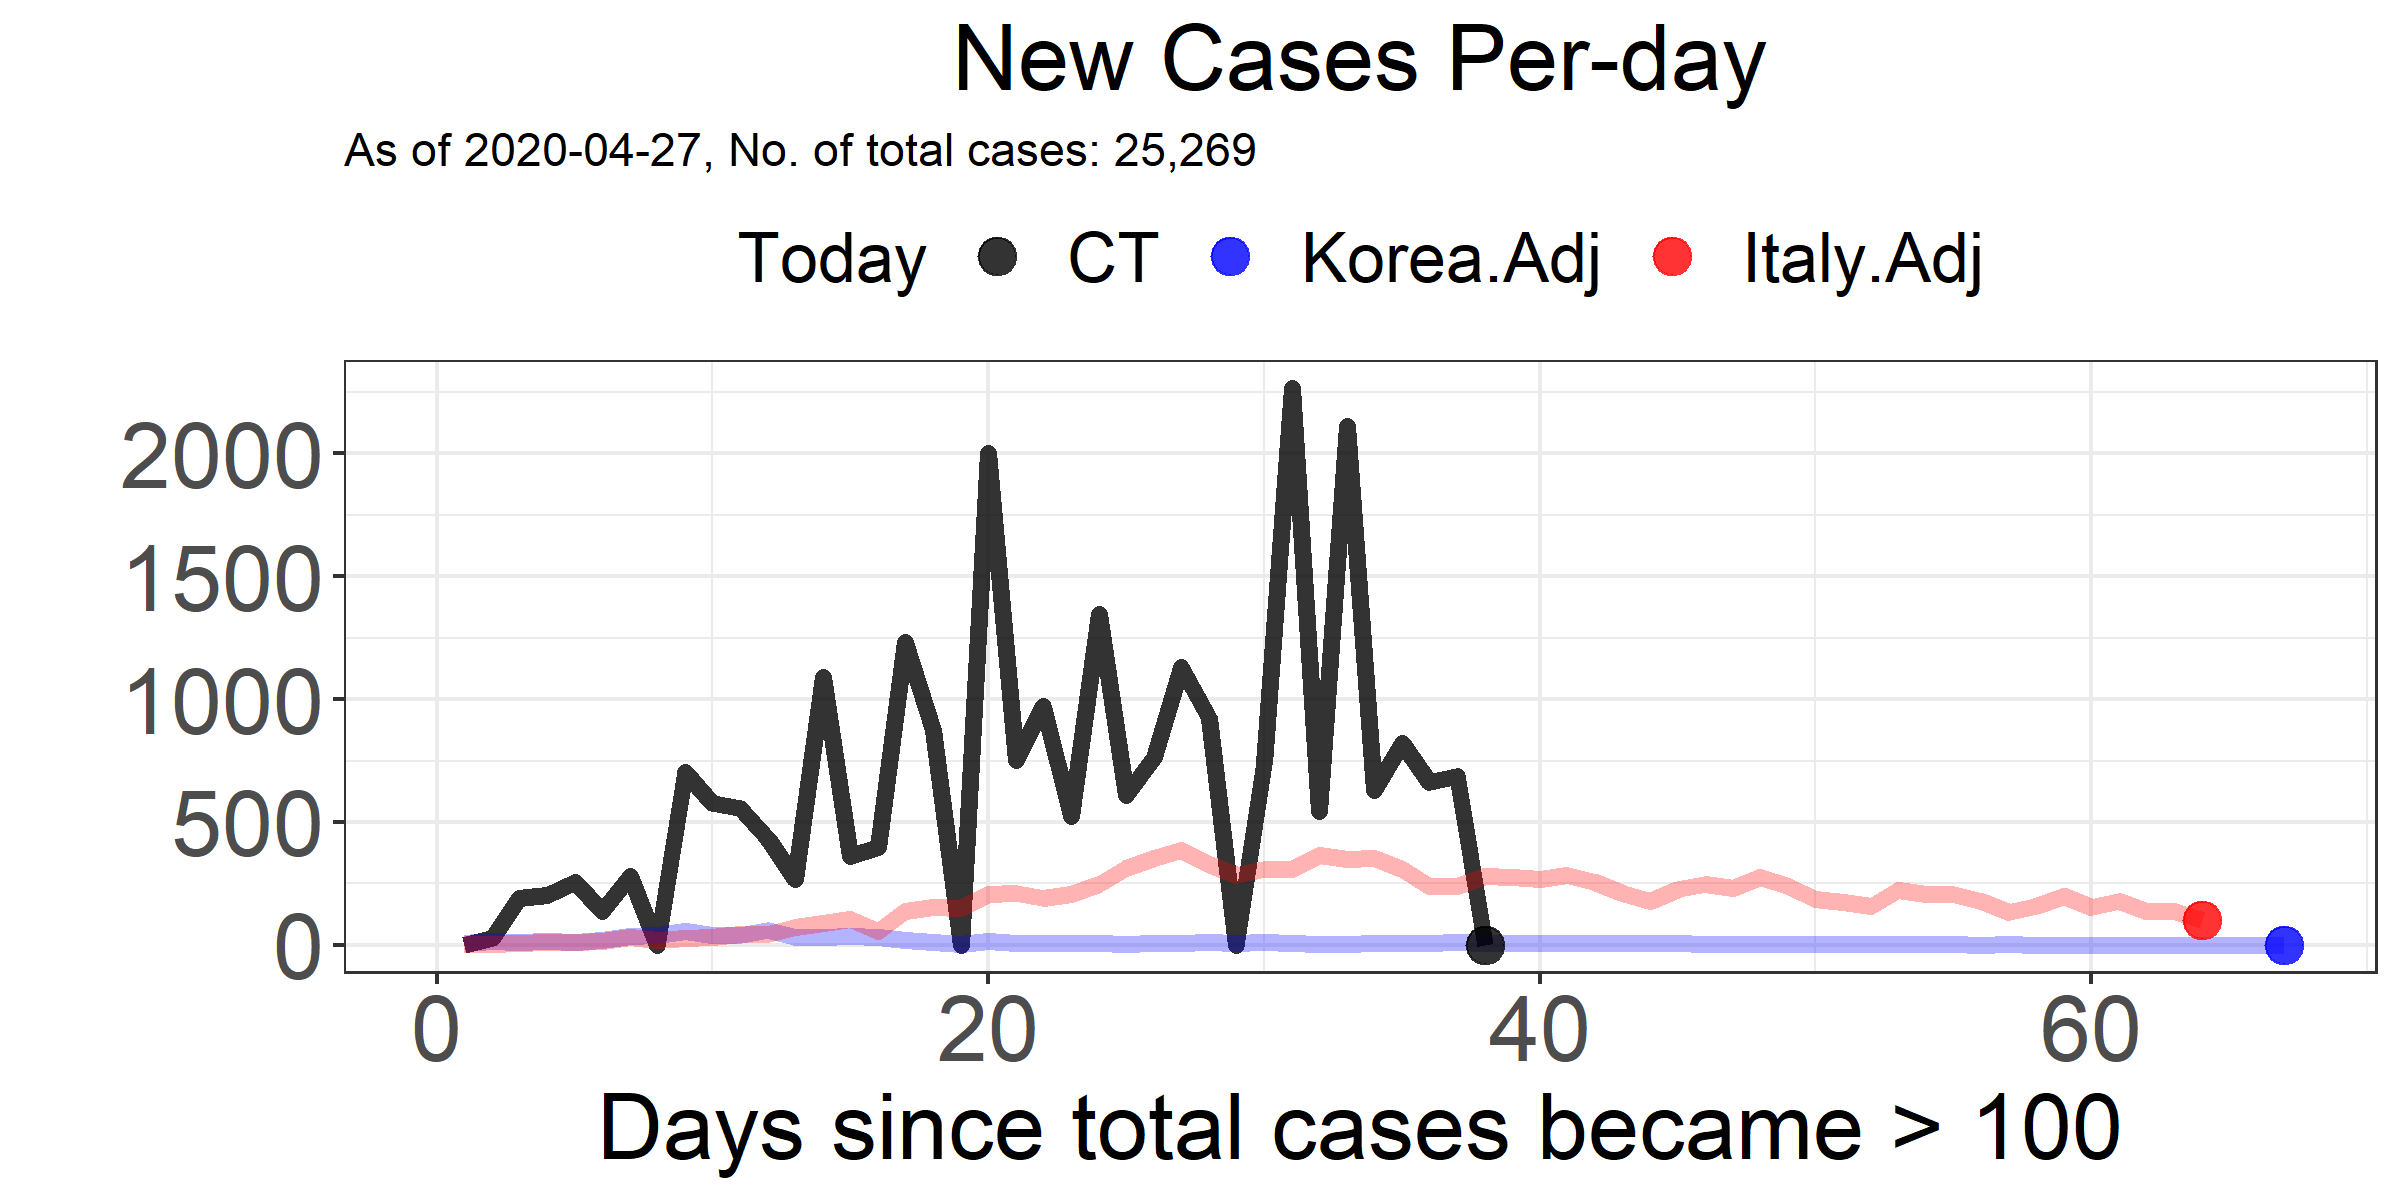 New Cases Per-day
As of 2020-04-27, No. of total cases: 25,269
Today CT Korea.Adj Italy.Adj
2000
1500
1000
500
0
0 20 40 60
Days since total cases became > 100